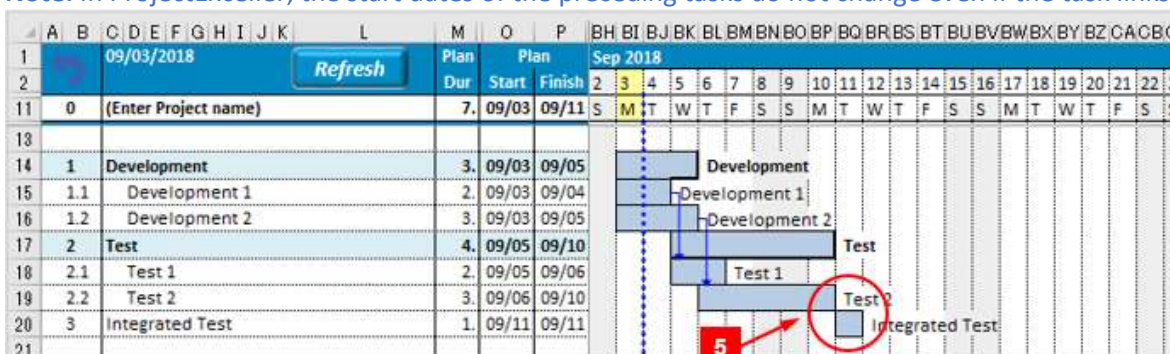 Note: In ProjectExceller, the start dates of the preceding tasks do not change even if the task links
A B C D E F G H I J K L M O P BH BI BJ BK BL BM BN BO BP BQ BR BS BT BU BV BW BX BY BZ CA CB
1 09/03/2018 Refresh Plan Plan Sep 2018
2 Dur Start Finish 2 3 4 5 6 7 8 9 10 11 12 13 14 15 16 17 18 19 20 21 22
11 0 (Enter Project name) 7. 09/03 09/11 S M T W T F S S M T W T F S S M T W T F S
13
14 1 Development 3. 09/03 09/05 Development
15 1.1 Development 1 2. 09/03 09/04 Development 1
16 1.2 Development 2 3. 09/03 09/05 Development 2
17 2 Test 4. 09/05 09/10 Test
18 2.1 Test 1 2. 09/05 09/06 Test 1
19 2.2 Test 2 3. 09/06 09/10 Test 2
20 3 Integrated Test 1. 09/11 09/11 Integrated Test
21 5